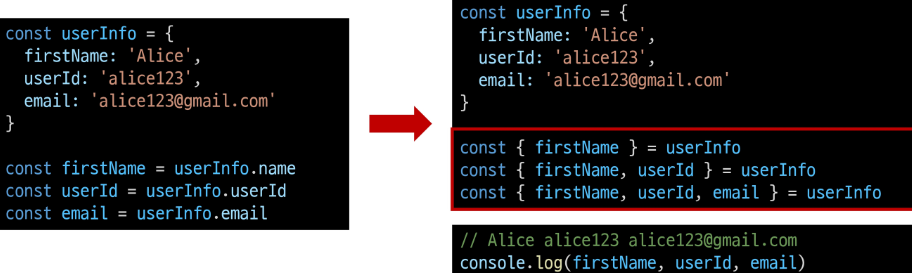 const userInfo = {
  firstName: 'Alice',
  userId: 'alice123',
  email: 'alice123@gmail.com'
}
const firstName = userInfo.name
const userId = userInfo.userId
const email = userInfo.email
const userInfo = {
  firstName: 'Alice',
  userId: 'alice123',
  email: 'alice123@gmail.com'
}
const { firstName } = userInfo
const { firstName, userId } = userInfo
const { firstName, userId, email } = userInfo
// Alice alice123 alice123@gmail.com
console.log(firstName, userId, email)